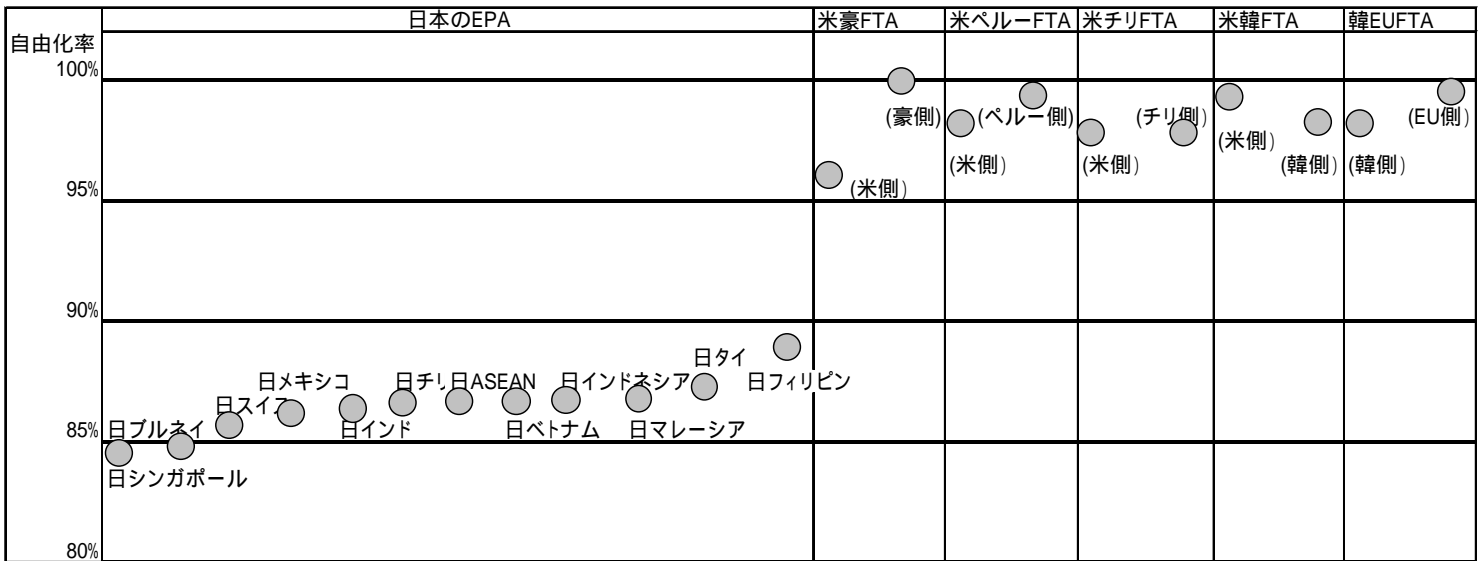 日本のEPA 米豪FTA 米ペルーFTA 米チリFTA 米韓FTA 韓EUFTA
自由化率
100%
(豪側) (ペルー側) (チリ側) (EU側)
(米側) (米側) (米側) (米側) (韓側) (韓側)
95%
90%
日タイ
日メキシコ 日チリ 日ASEAN 日インドネシア 日フィリピン
日スイス
85% 日ブルネイ 日インド 日ベトナム 日マレーシア
日シンガポール
80%